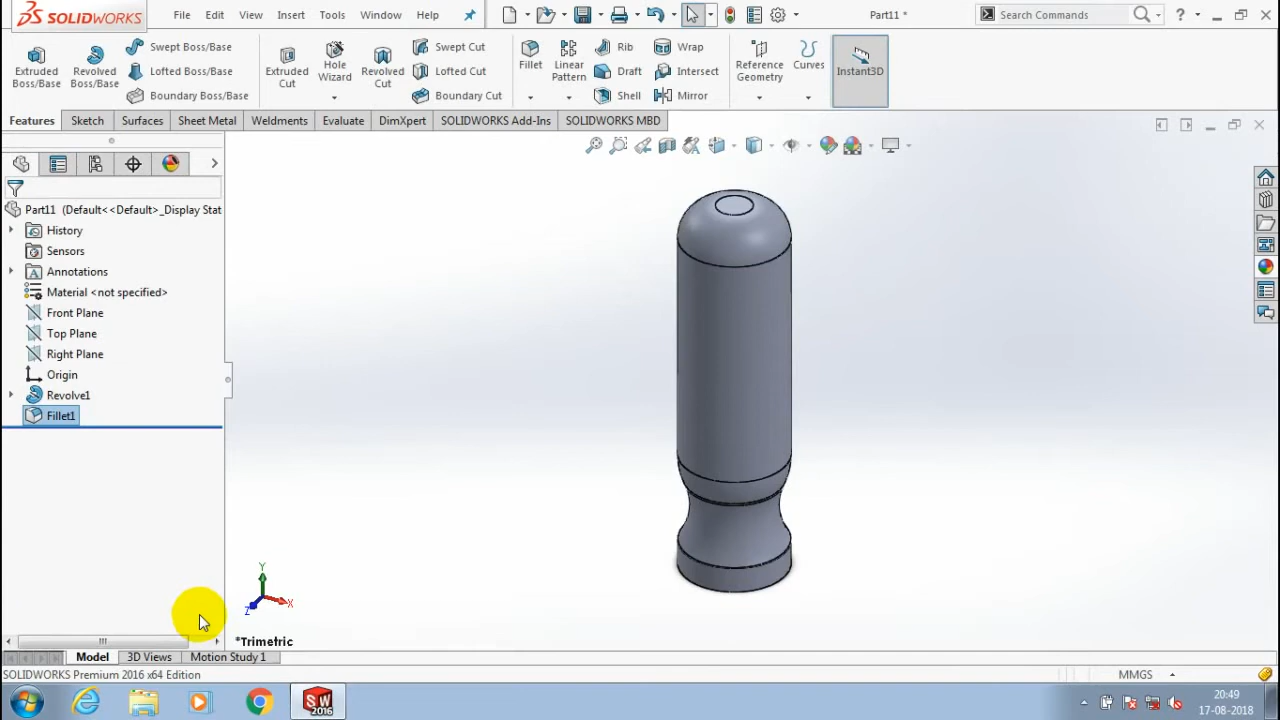 SOLIDWORKS File Edit View Insert Tools Window Help Part11 * Search Commands ?
Extruded Boss/Base
Revolved Boss/Base
Swept Boss/Base
Lofted Boss/Base
Boundary Boss/Base
Extruded Cut
Hole Wizard
Revolved Cut
Swept Cut
Lofted Cut
Boundary Cut
Fillet
Linear Pattern
Rib
Draft
Shell
Wrap
Intersect
Mirror
Reference Geometry
Curves
Instant3D
Features Sketch Surfaces Sheet Metal Weldments Evaluate DimXpert SOLIDWORKS Add-Ins SOLIDWORKS MBD
Part11 (Default<<Default>_Display Stat
History
Sensors
Annotations
Material <not specified>
Front Plane
Top Plane
Right Plane
Origin
Revolve1
Fillet1
Y
X
Z
*Trimetric
Model 3D Views Motion Study 1
SOLIDWORKS Premium 2016 x64 Edition MMGS
SW 2016
20:49
17-08-2018